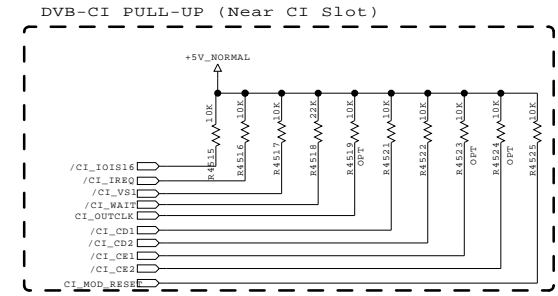 DVB-CI PULL-UP (Near CI Slot)
+5V_NORMAL
10K 10K 10K 22K 10K 10K 10K 10K 10K 10K
R4515 R4516 R4517 R4518 R4519 R4521 R4522 R4523 R4524 R4525
OPT OPT OPT
/CI_IOIS16
/CI_IREQ
/CI_VS1
/CI_WAIT
CI_OUTCLK
/CI_CD1
/CI_CD2
/CI_CE1
/CI_CE2
CI_MOD_RESET